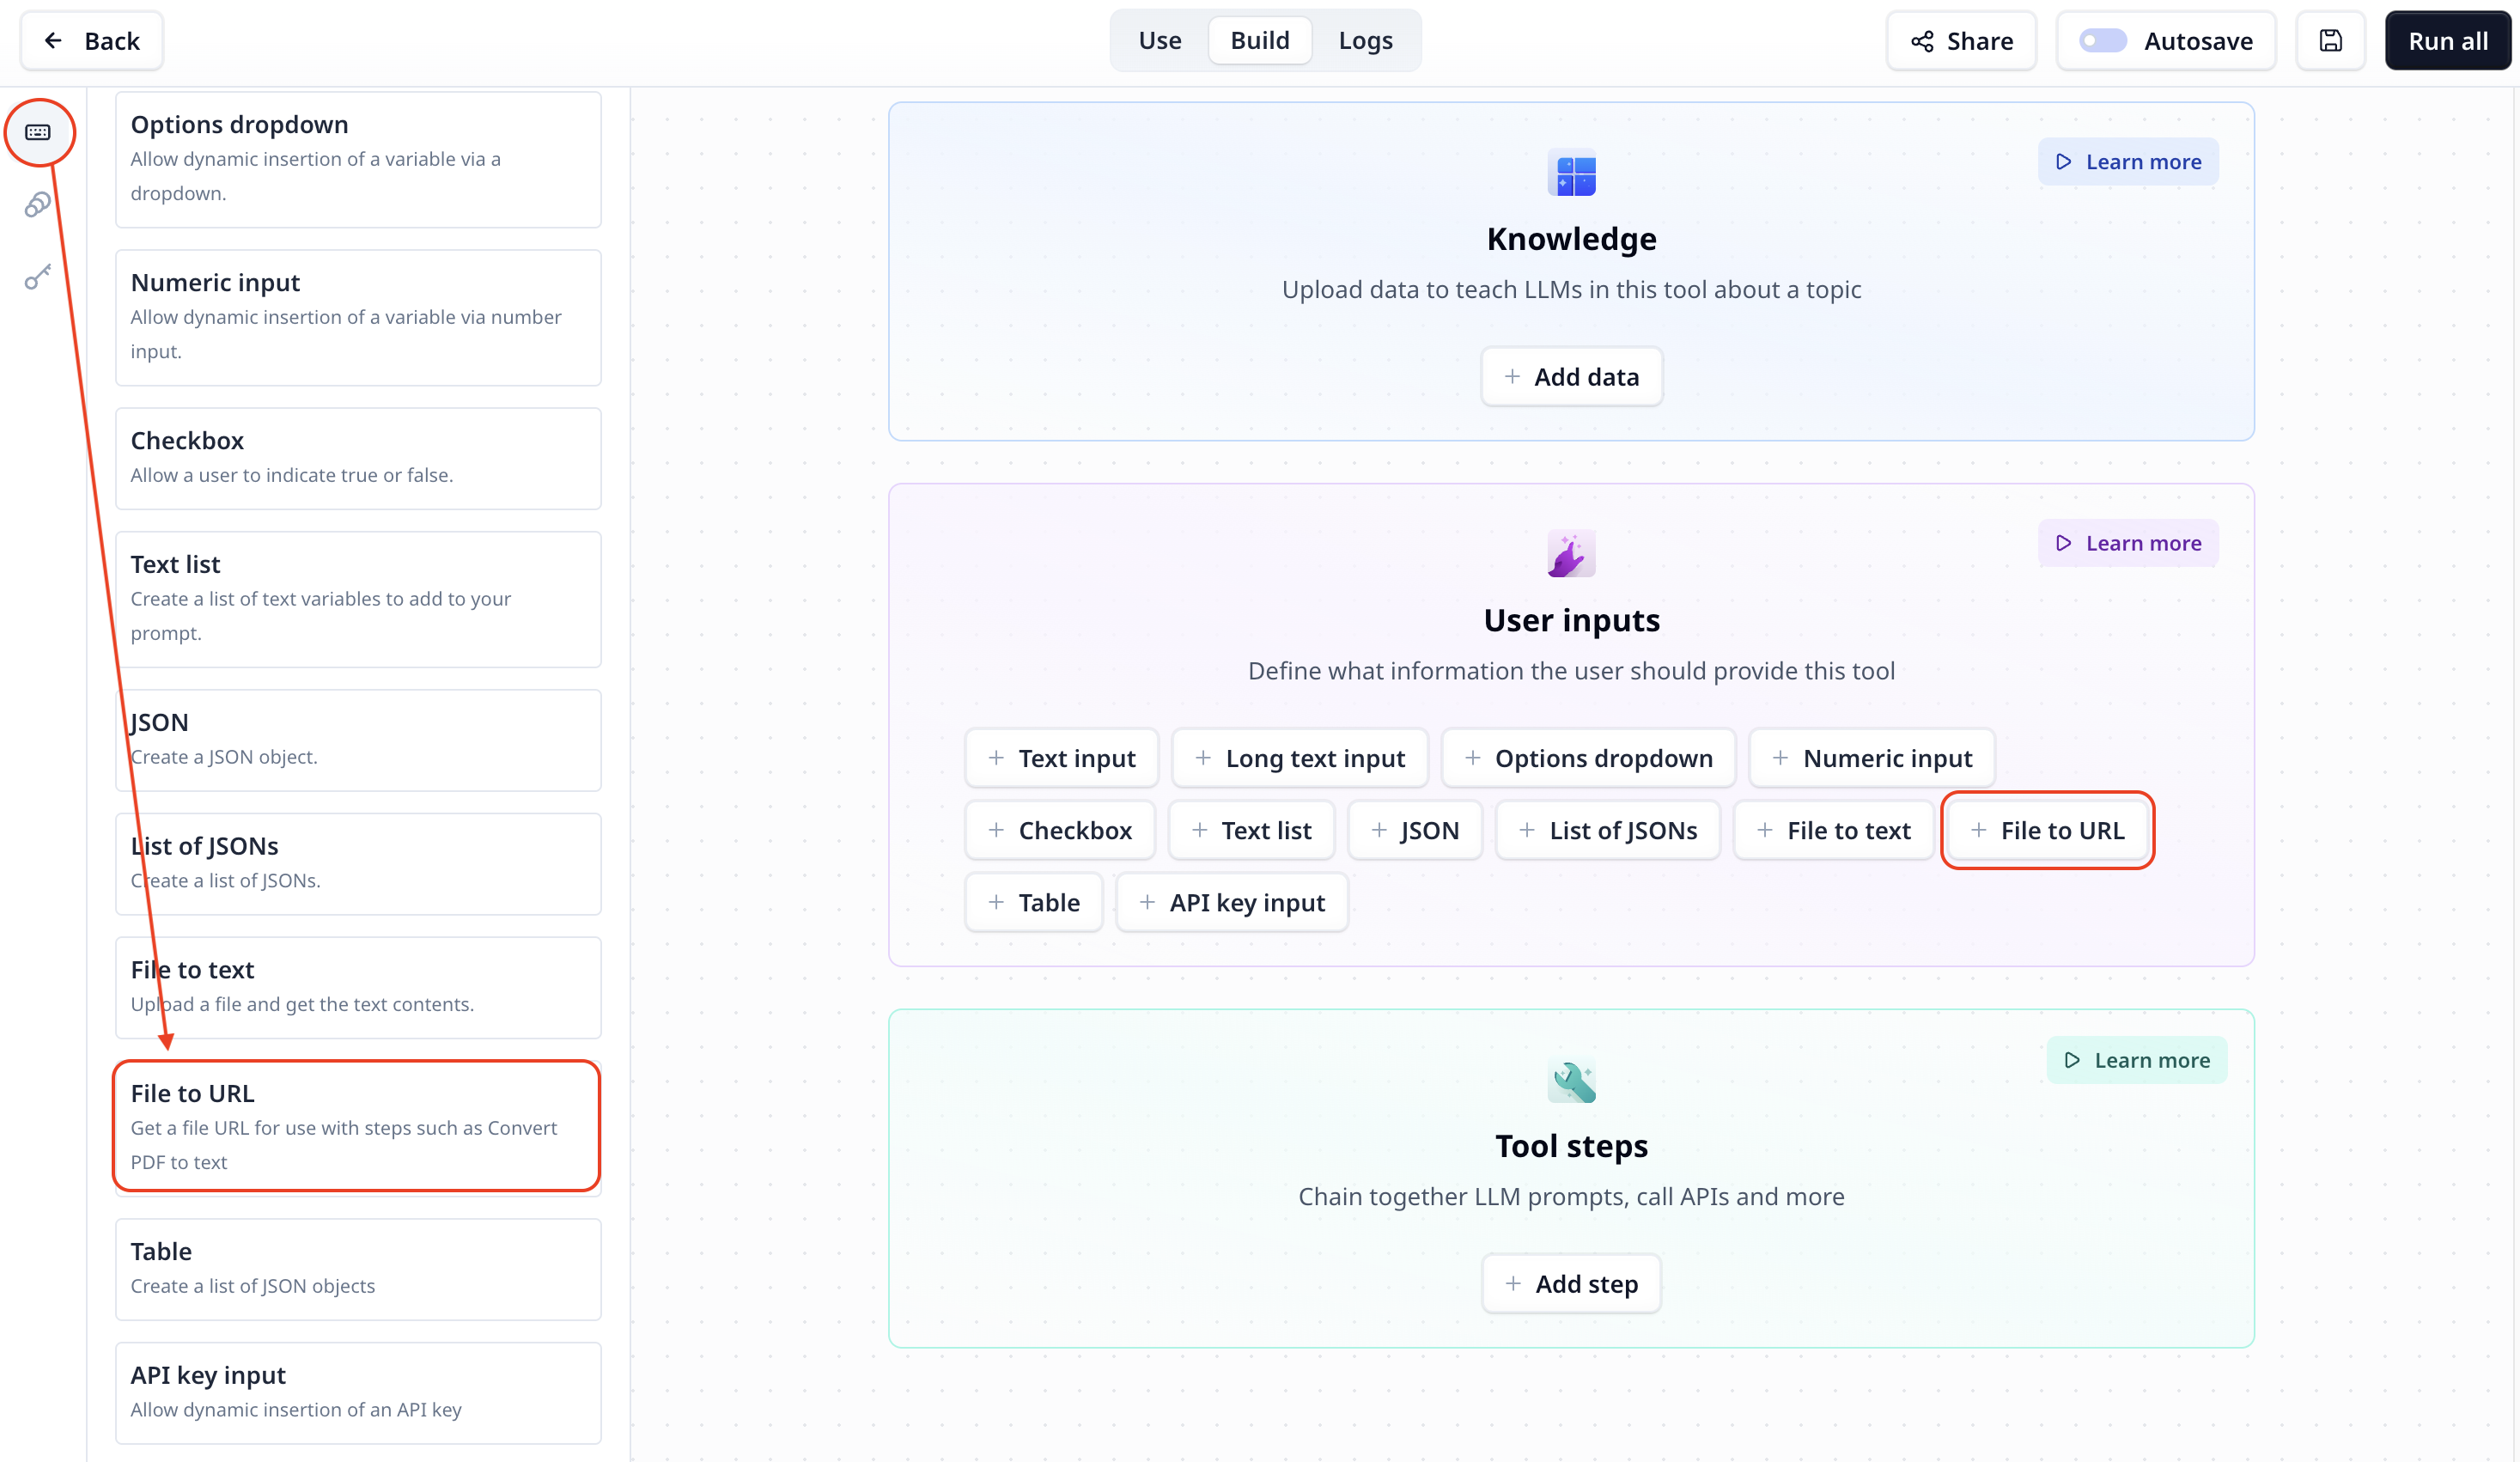 Back
Use
Build
Logs
Share
Autosave
Run all
Options dropdown
Allow dynamic insertion of a variable via a
dropdown.
Numeric input
Allow dynamic insertion of a variable via number
input.
Checkbox
Allow a user to indicate true or false.
Text list
Create a list of text variables to add to your
prompt.
JSON
Create a JSON object.
List of JSONs
Create a list of JSONs.
File to text
Upload a file and get the text contents.
File to URL
Get a file URL for use with steps such as Convert
PDF to text
Table
Create a list of JSON objects
API key input
Allow dynamic insertion of an API key
Learn more
Knowledge
Upload data to teach LLMs in this tool about a topic
Add data
Learn more
User inputs
Define what information the user should provide this tool
Text input
Long text input
Options dropdown
Numeric input
Checkbox
Text list
JSON
List of JSONs
File to text
File to URL
Table
API key input
Learn more
Tool steps
Chain together LLM prompts, call APIs and more
Add step